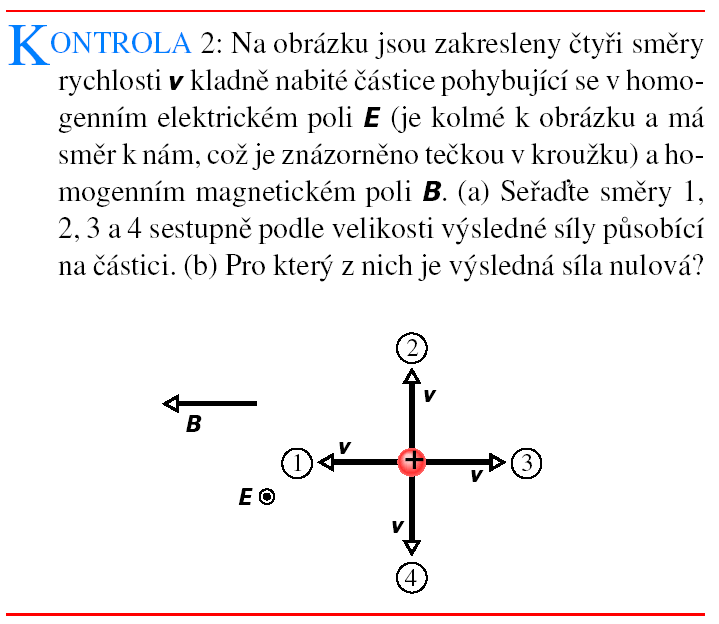 KONTROLA 2: Na obrázku jsou zakresleny čtyři směry
rychlosti v kladně nabité částice pohybující se v homo-
genním elektrickém poli E (je kolmé k obrázku a má
směr k nám, což je znázorněno tečkou v kroužku) a ho-
mogenním magnetickém poli B. (a) Seřaďte směry 1,
2, 3 a 4 sestupně podle velikosti výsledné síly působící
na částici. (b) Pro který z nich je výsledná síla nulová?
2
v
B
v
1
+
3
v
E
v
4